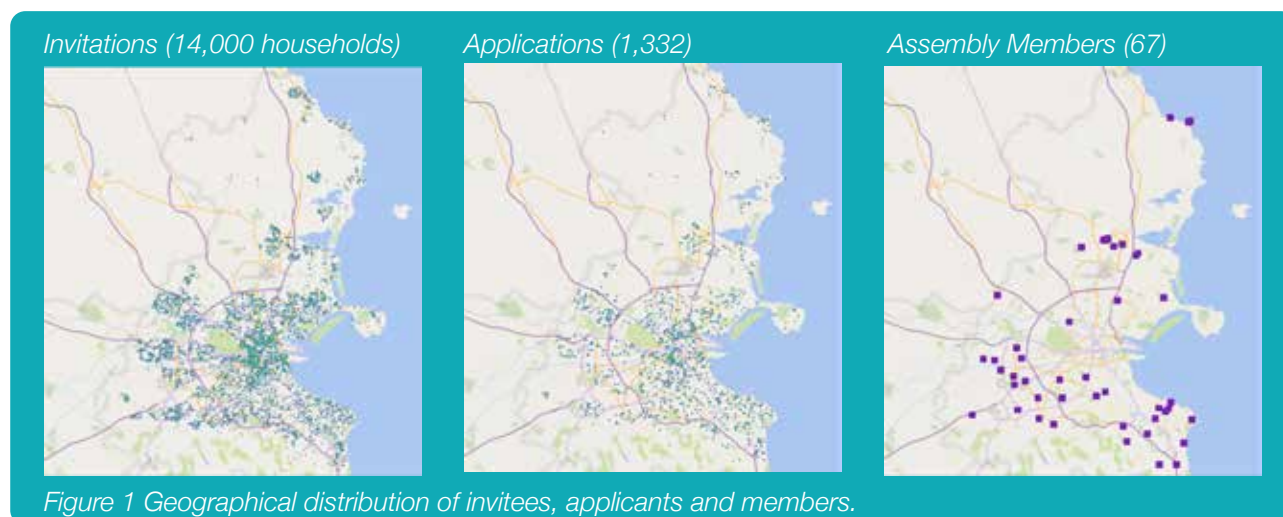 Invitations (14,000 households)
Applications (1,332)
Assembly Members (67)
Figure 1 Geographical distribution of invitees, applicants and members.